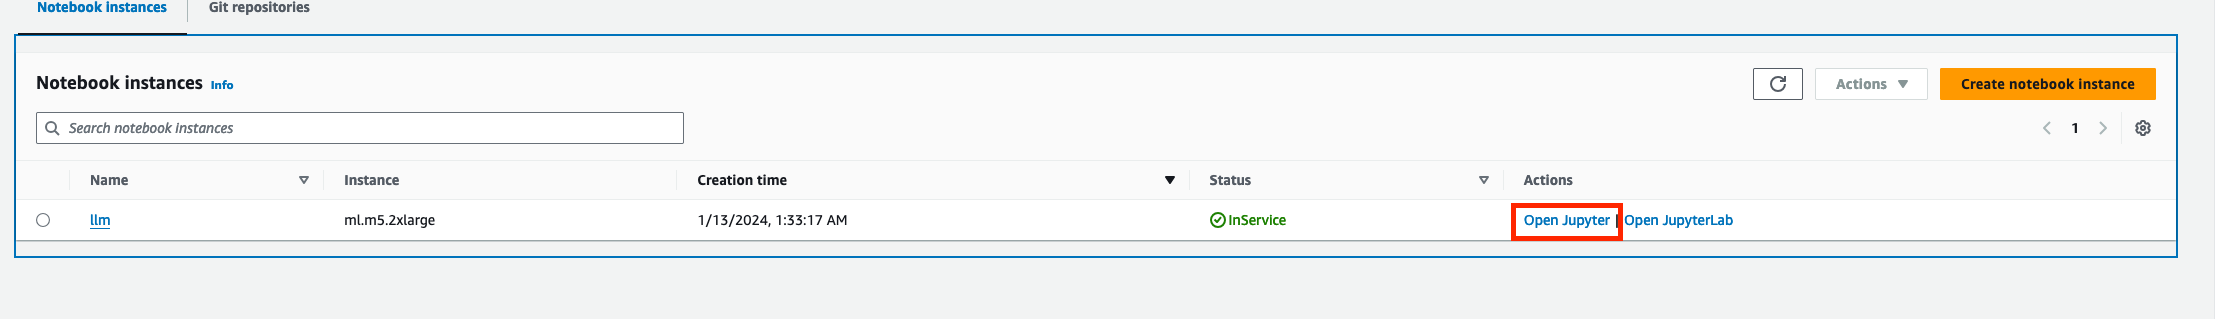 Notebook instances Git repositories
Notebook instances Info
Actions Create notebook instance
Search notebook instances
1
Name Instance Creation time Status Actions
llm ml.m5.2xlarge 1/13/2024, 1:33:17 AM InService Open Jupyter | Open JupyterLab